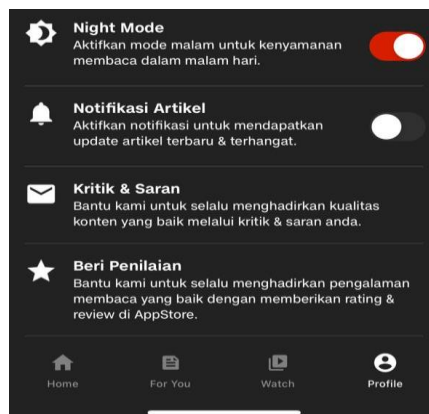 Night Mode
Aktifkan mode malam untuk kenyamanan
membaca dalam malam hari.
Notifikasi Artikel
Aktifkan notifikasi untuk mendapatkan
update artikel terbaru & terhangat.
Kritik & Saran
Bantu kami untuk selalu menghadirkan kualitas
konten yang baik melalui kritik & saran anda.
Beri Penilaian
Bantu kami untuk selalu menghadirkan pengalaman
membaca yang baik dengan memberikan rating &
review di AppStore.
Home For You Watch Profile